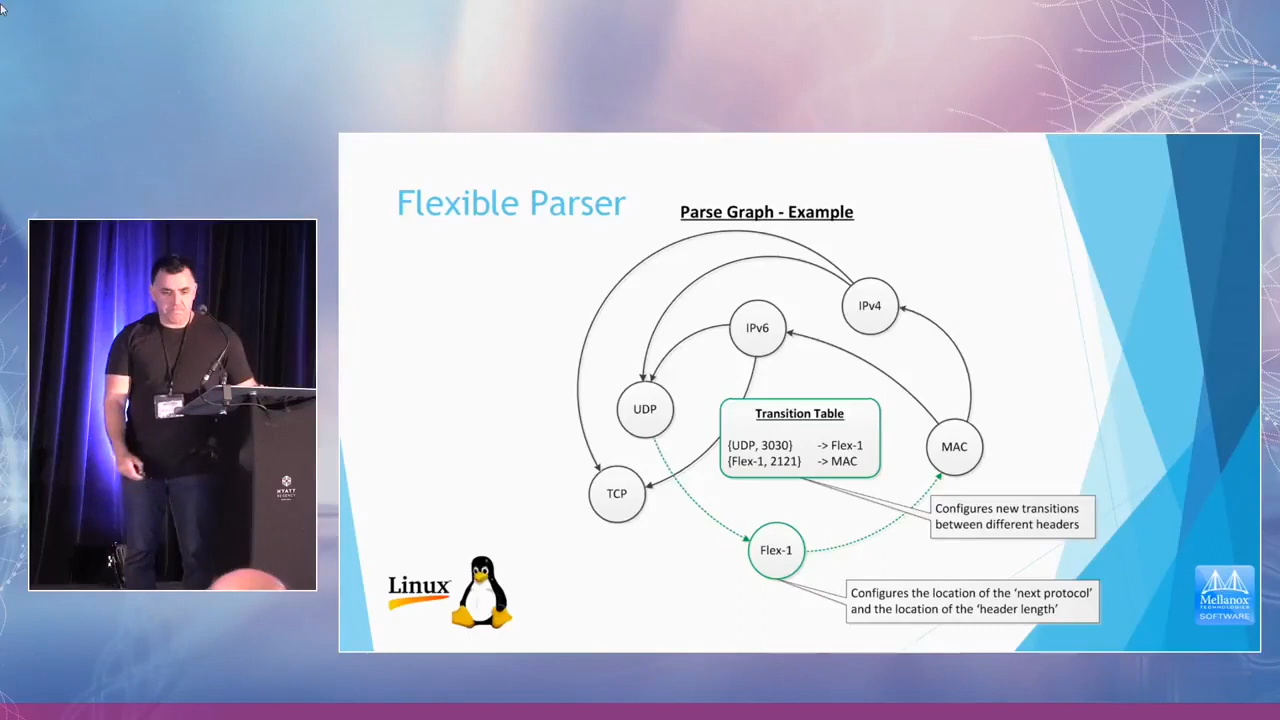 Flexible Parser
Parse Graph - Example
IPv4
IPv6
UDP
Transition Table
{UDP, 3030} -> Flex-1
{Flex-1, 2121} -> MAC
MAC
TCP
Configures new transitions
between different headers
Flex-1
Configures the location of the ‘next protocol’
and the location of the ‘header length’
Linux
Mellanox
TECHNOLOGIES
SOFTWARE
HYATT
REGENCY